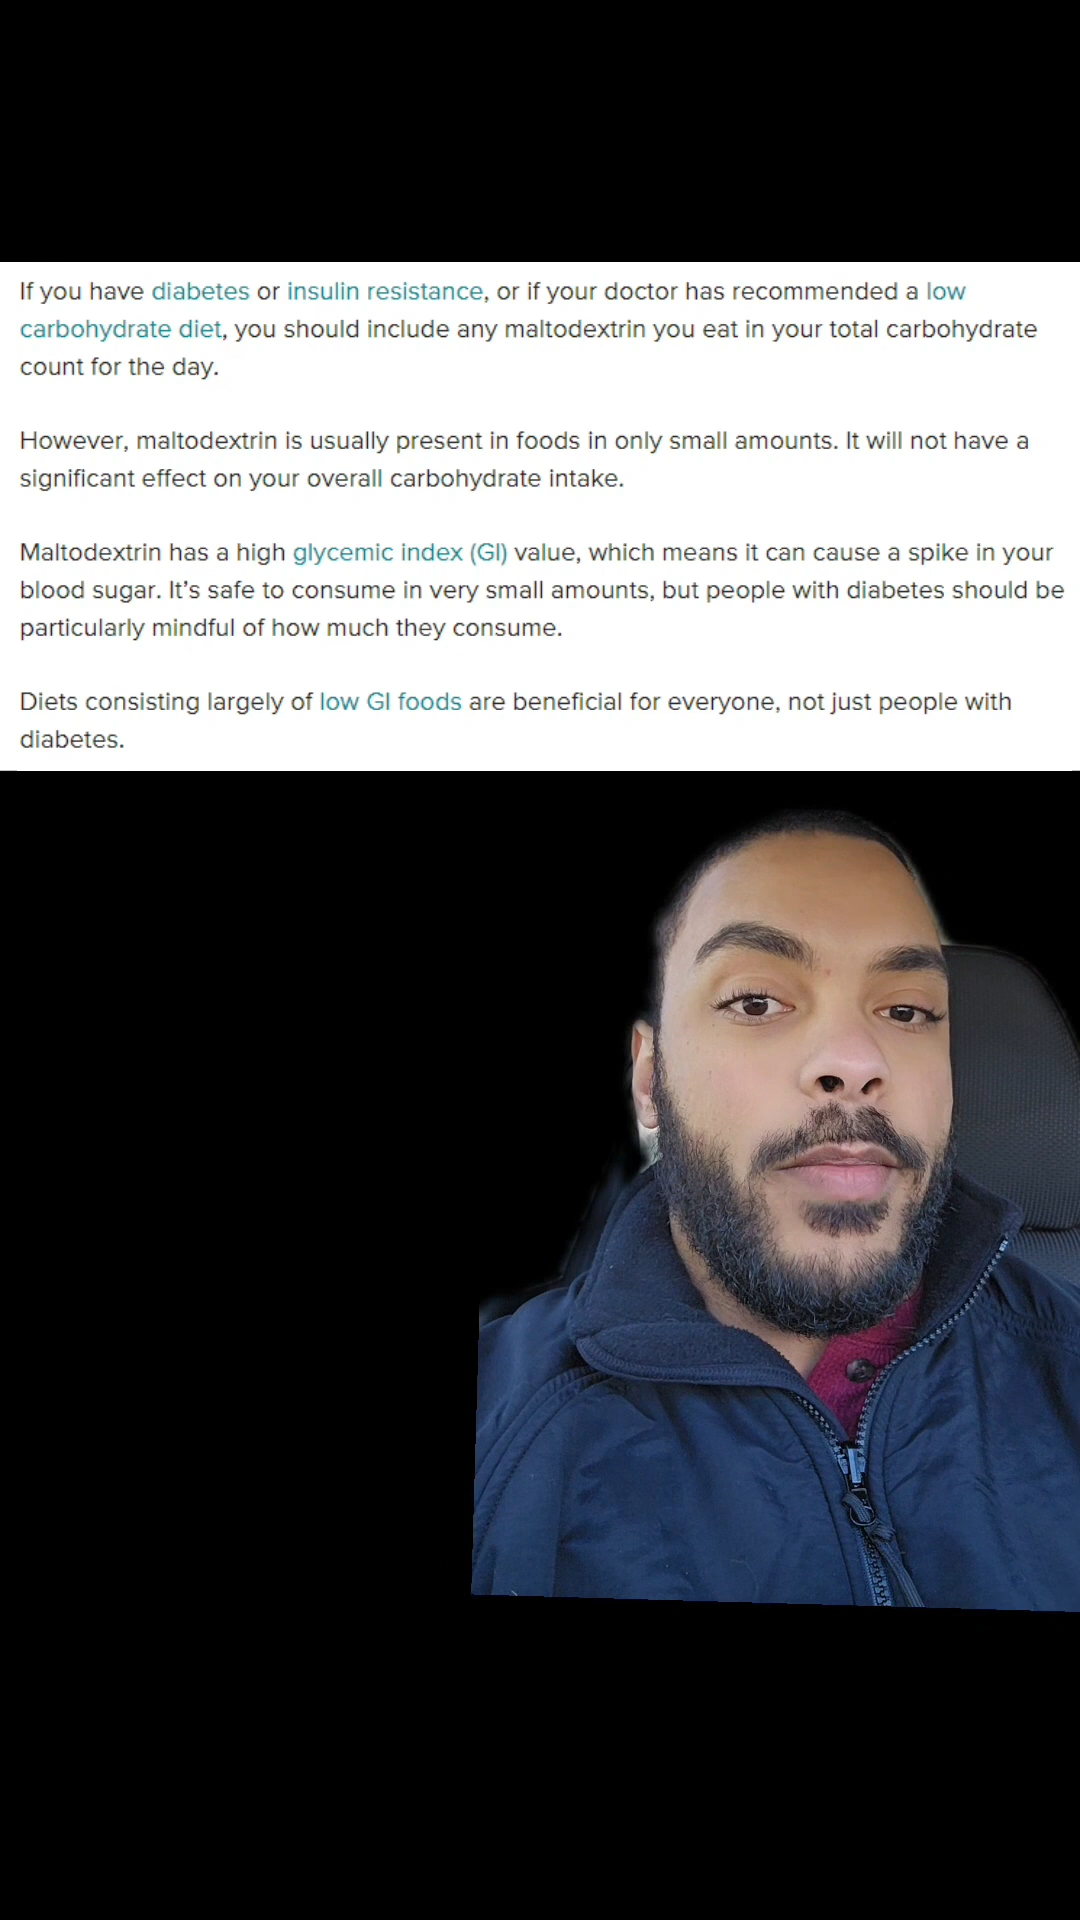 If you have diabetes or insulin resistance, or if your doctor has recommended a low
carbohydrate diet, you should include any maltodextrin you eat in your total carbohydrate
count for the day.
However, maltodextrin is usually present in foods in only small amounts. It will not have a
significant effect on your overall carbohydrate intake.
Maltodextrin has a high glycemic index (GI) value, which means it can cause a spike in your
blood sugar. It’s safe to consume in very small amounts, but people with diabetes should be
particularly mindful of how much they consume.
Diets consisting largely of low GI foods are beneficial for everyone, not just people with
diabetes.